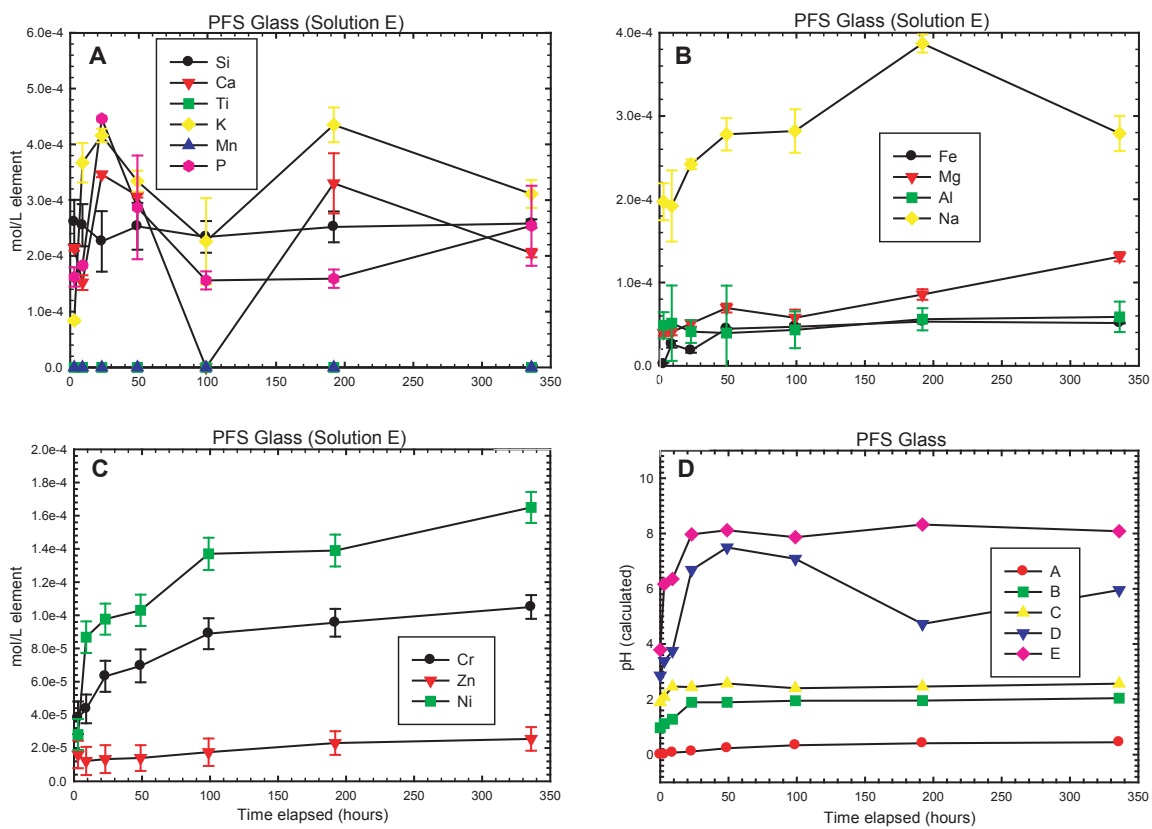 PFS Glass (Solution E)
A
mol/L element
6.0e-4
5.0e-4
4.0e-4
3.0e-4
2.0e-4
1.0e-4
0.0
0 50 100 150 200 250 300 350
Si
Ca
Ti
K
Mn
P
PFS Glass (Solution E)
B
4.0e-4
3.0e-4
2.0e-4
1.0e-4
0.0
0 50 100 150 200 250 300 350
Fe
Mg
Al
Na
PFS Glass (Solution E)
C
mol/L element
2.0e-4
1.8e-4
1.6e-4
1.4e-4
1.2e-4
1.0e-4
8.0e-5
6.0e-5
4.0e-5
2.0e-5
0.0
0 50 100 150 200 250 300 350
Time elapsed (hours)
Cr
Zn
Ni
PFS Glass
D
pH (calculated)
10
8
6
4
2
0
0 50 100 150 200 250 300 350
Time elapsed (hours)
A
B
C
D
E